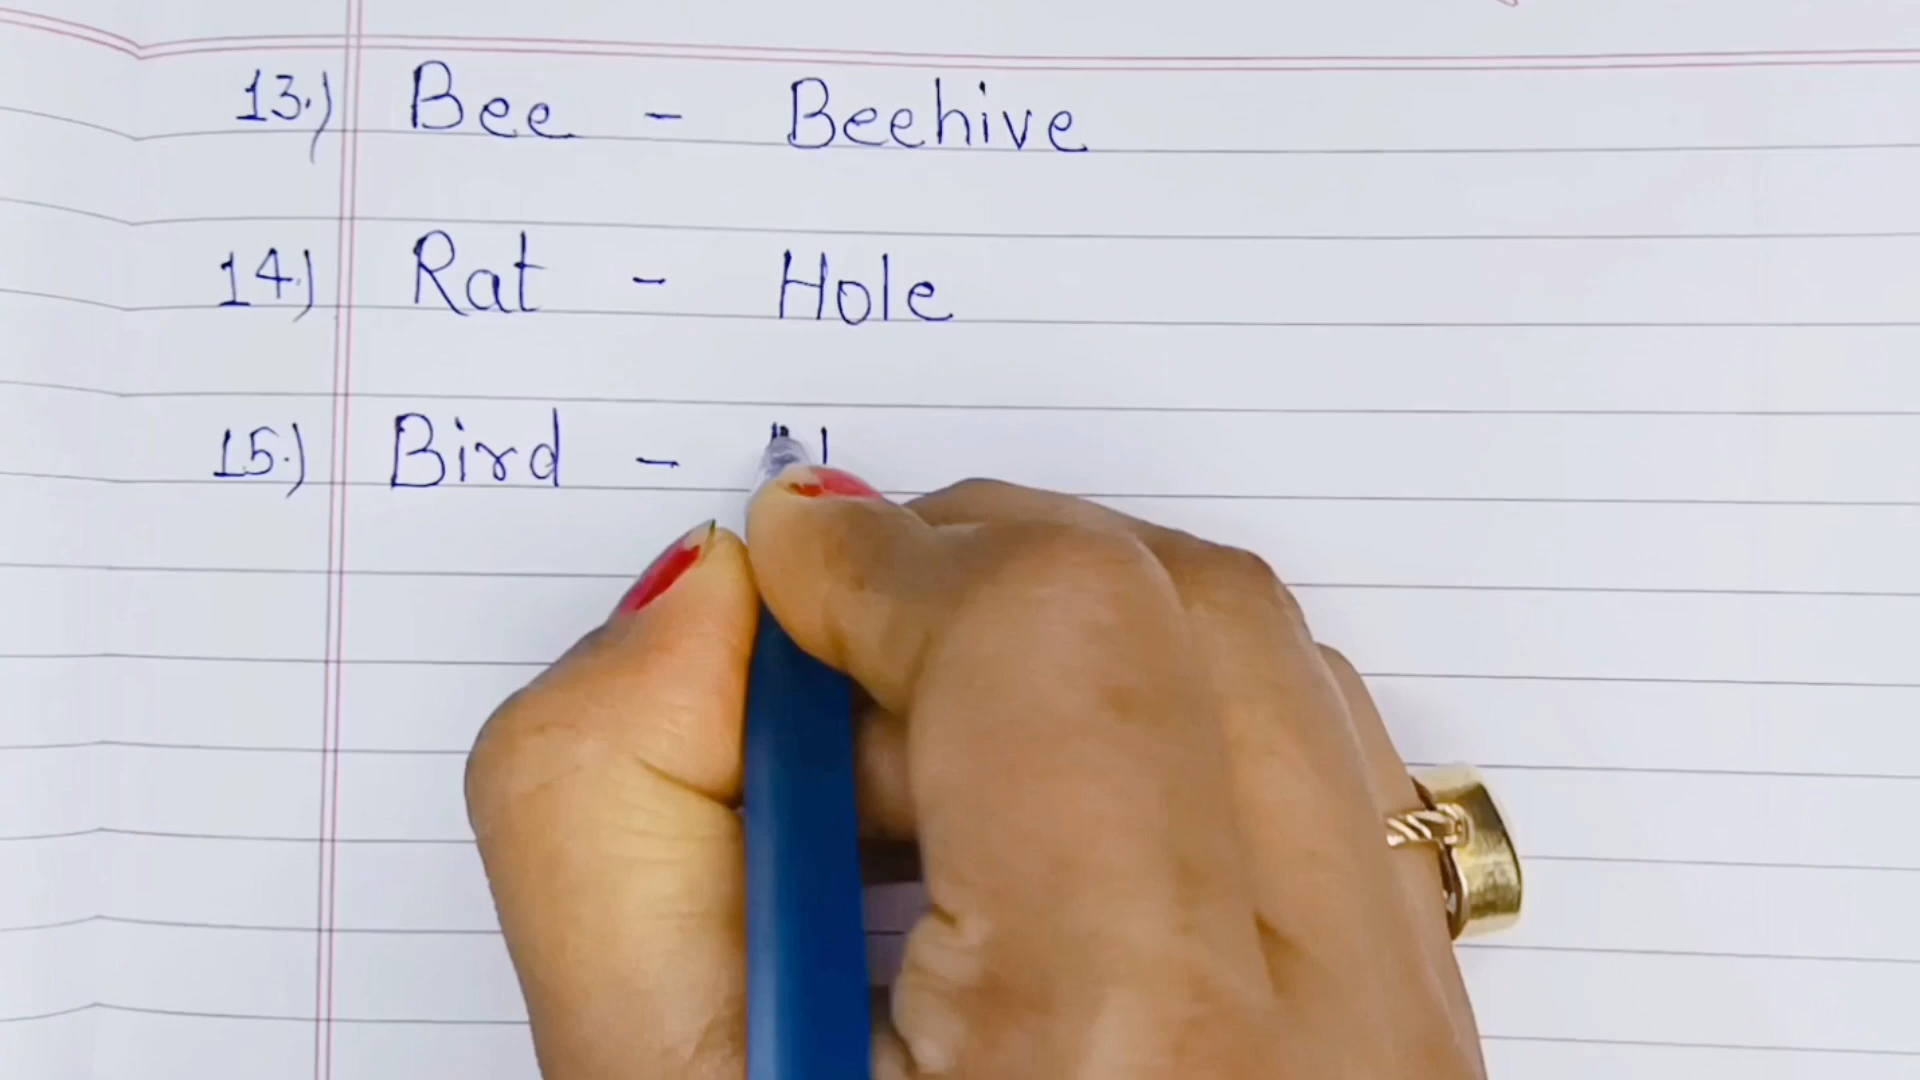 13.) Bee - Beehive
14.) Rat - Hole
15.) Bird -